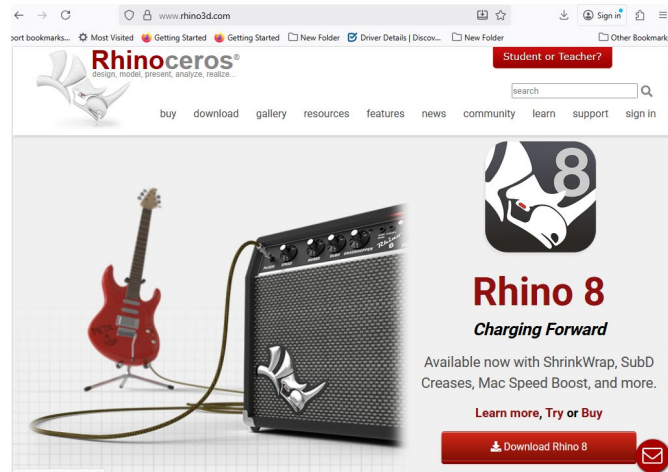 www.rhino3d.com
Sign in
port bookmarks... Most Visited Getting Started Getting Started New Folder Driver Details | Discov... New Folder Other Bookmark
Rhinoceros®
design, model, present, analyze, realize...
Student or Teacher?
search
buy download gallery resources features news community learn support sign in
8
Rhino 8
Charging Forward
Available now with ShrinkWrap, SubD
Creases, Mac Speed Boost, and more.
Learn more, Try or Buy
Download Rhino 8